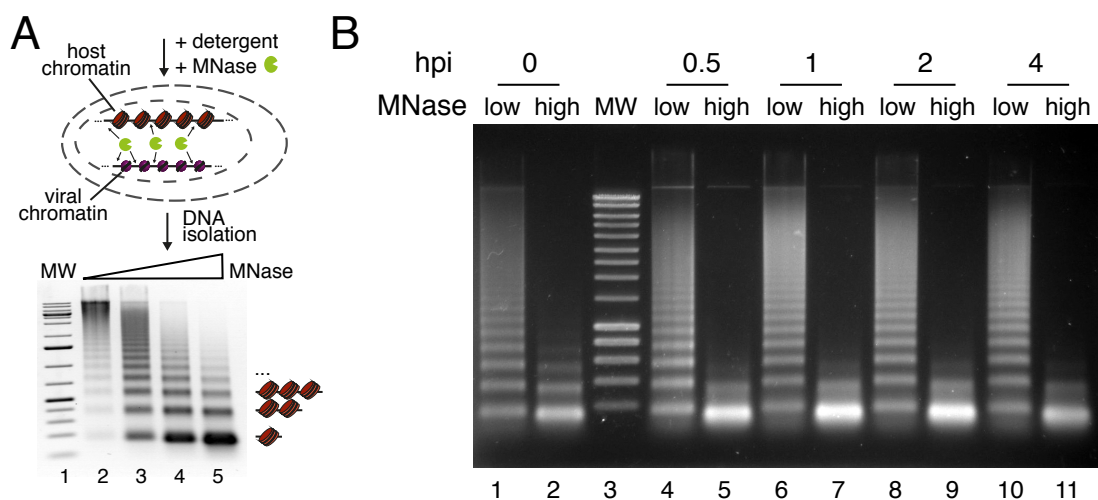 A
host
chromatin
+ detergent
+ MNase
viral
chromatin
DNA
isolation
MW
MNase
...
1 2 3 4 5
B
hpi 0 0.5 1 2 4
MNase low high MW low high low high low high low high
1 2 3 4 5 6 7 8 9 10 11